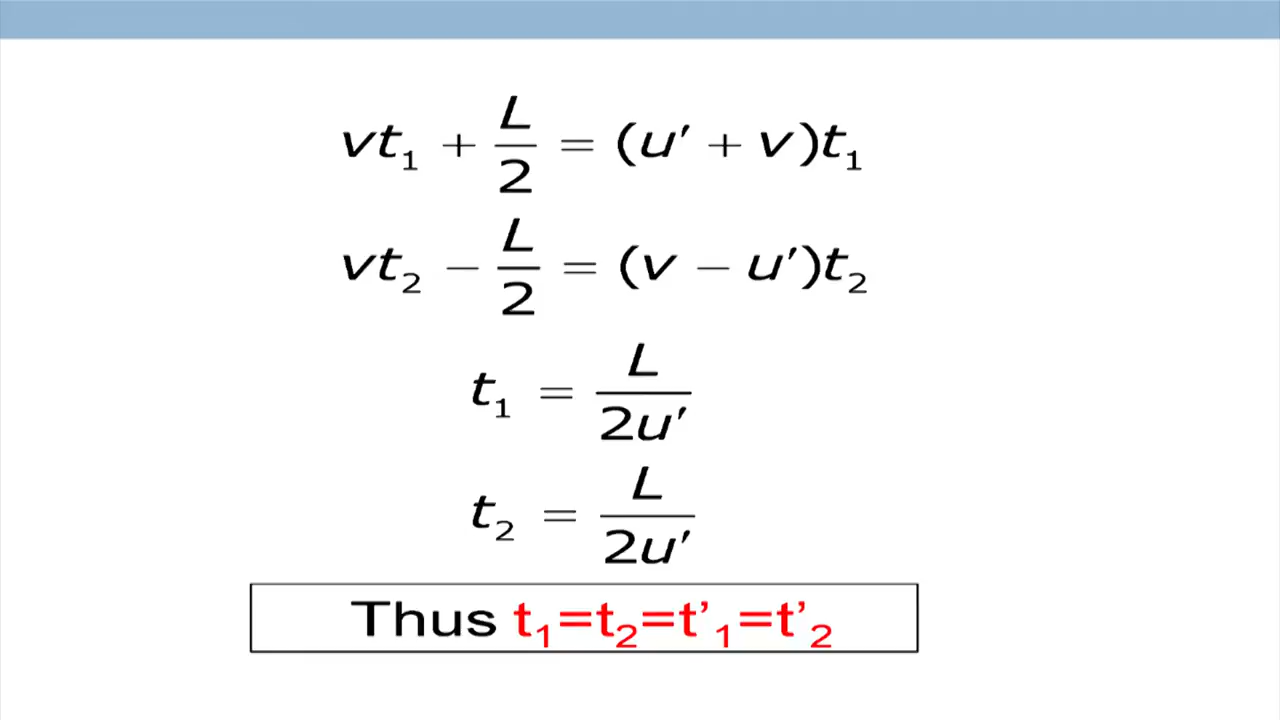 vt₁ + L/2 = (u′ + v)t₁
vt₂ − L/2 = (v − u′)t₂
t₁ = L/2u′
t₂ = L/2u′
Thus t₁=t₂=t’₁=t’₂